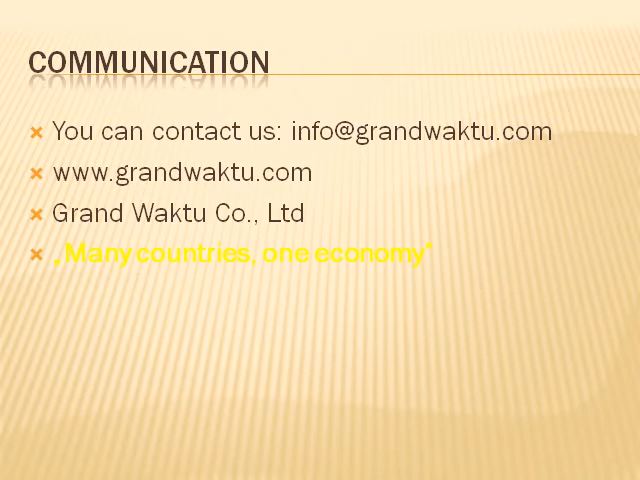 COMMUNICATION
You can contact us: info@grandwaktu.com
www.grandwaktu.com
Grand Waktu Co., Ltd
„Many countries, one economy“